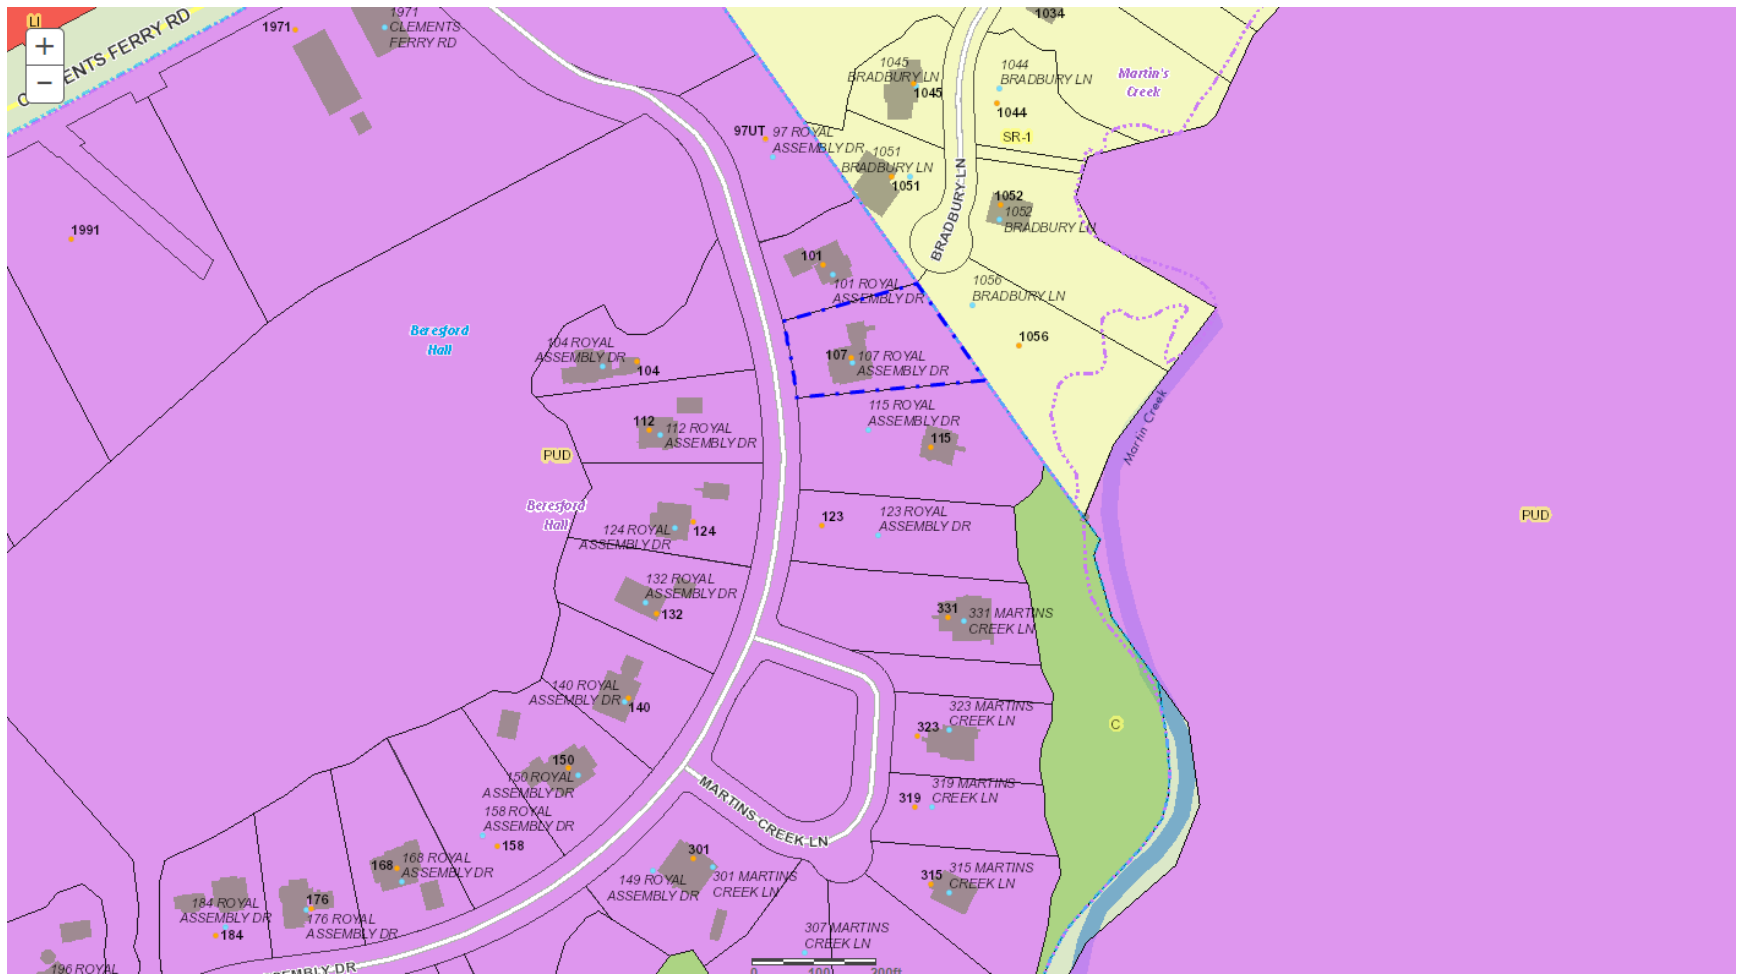 LI
+
−
ENTS FERRY RD
1971
1971
CLEMENTS
FERRY RD
1034
1045
BRADBURY LN
1045
1044
BRADBURY LN
1044
Martin's
Creek
SR-1
97UT
97 ROYAL
ASSEMBLY DR
1051
BRADBURY LN
1051
BRADBURY LN
1052
1052
BRADBURY LN
1991
101
101 ROYAL
ASSEMBLY DR
1056
BRADBURY LN
1056
Beresford
Hall
104 ROYAL
ASSEMBLY DR
104
107
107 ROYAL
ASSEMBLY DR
112
112 ROYAL
ASSEMBLY DR
115 ROYAL
ASSEMBLY DR
115
Martin Creek
PUD
Beresford
Hall
124 ROYAL
ASSEMBLY DR
124
123
123 ROYAL
ASSEMBLY DR
PUD
132 ROYAL
ASSEMBLY DR
132
331
331 MARTINS
CREEK LN
140 ROYAL
ASSEMBLY DR
140
323
323 MARTINS
CREEK LN
C
150
150 ROYAL
ASSEMBLY DR
158 ROYAL
ASSEMBLY DR
158
MARTINS CREEK LN
319
319 MARTINS
CREEK LN
168
168 ROYAL
ASSEMBLY DR
301
149 ROYAL
ASSEMBLY DR
301 MARTINS
CREEK LN
315
315 MARTINS
CREEK LN
184 ROYAL
ASSEMBLY DR
184
176
176 ROYAL
ASSEMBLY DR
307 MARTINS
CREEK LN
196 ROYAL
SEMBLY DR
0 100 200ft